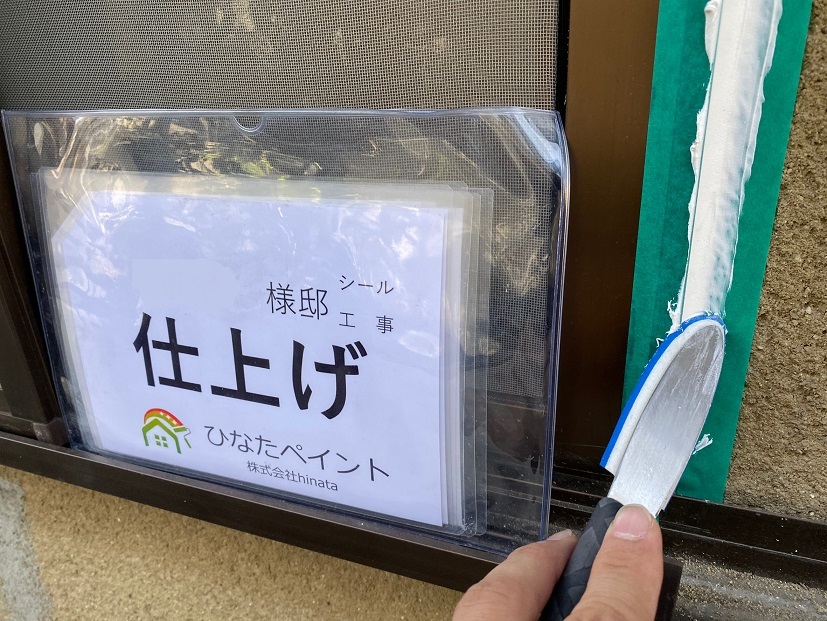 様邸 シール
工事
仕上げ
ひなたペイント
株式会社hinata